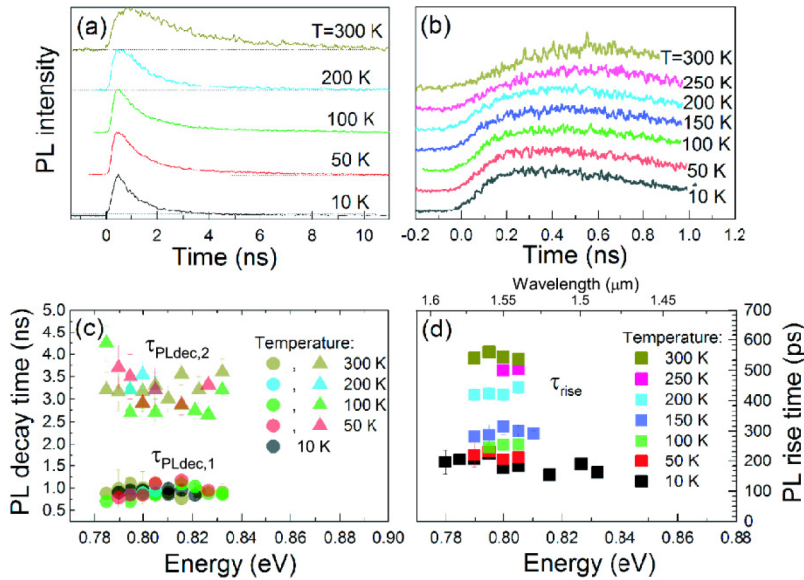 (a)
T=300 K
200 K
100 K
50 K
10 K
PL intensity
0 2 4 6 8 10
Time (ns)
(b)
T=300 K
250 K
200 K
150 K
100 K
50 K
10 K
-0.2 0.0 0.2 0.4 0.6 0.8 1.0 1.2
Time (ns)
(c)
5.0
4.5
4.0
3.5
3.0
2.5
2.0
1.5
1.0
0.5
PL decay time (ns)
τPLdec,2
τPLdec,1
Temperature:
, 300 K
, 200 K
, 100 K
, 50 K
10 K
0.78 0.80 0.82 0.84 0.86 0.88 0.90
Energy (eV)
Wavelength (μm)
1.6 1.55 1.5 1.45
(d)
τrise
Temperature:
300 K
250 K
200 K
150 K
100 K
50 K
10 K
700
600
500
400
300
200
100
0
PL rise time (ps)
0.78 0.80 0.82 0.84 0.86 0.88
Energy (eV)